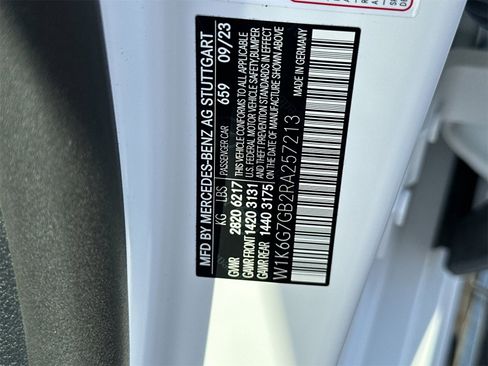 MFD BY MERCEDES-BENZ AG STUTTGART
PASSENGER CAR 659 09/23
KG LBS
GVWR 2820 6217
GAWR FRONT 1420 3131
GAWR REAR 1440 3175
THIS VEHICLE CONFORMS TO ALL APPLICABLE
U.S. FEDERAL MOTOR VEHICLE SAFETY, BUMPER
AND THEFT PREVENTION STANDARDS IN EFFECT
ON THE DATE OF MANUFACTURE SHOWN ABOVE
W1K6G7GB2RA257213
MADE IN GERMANY